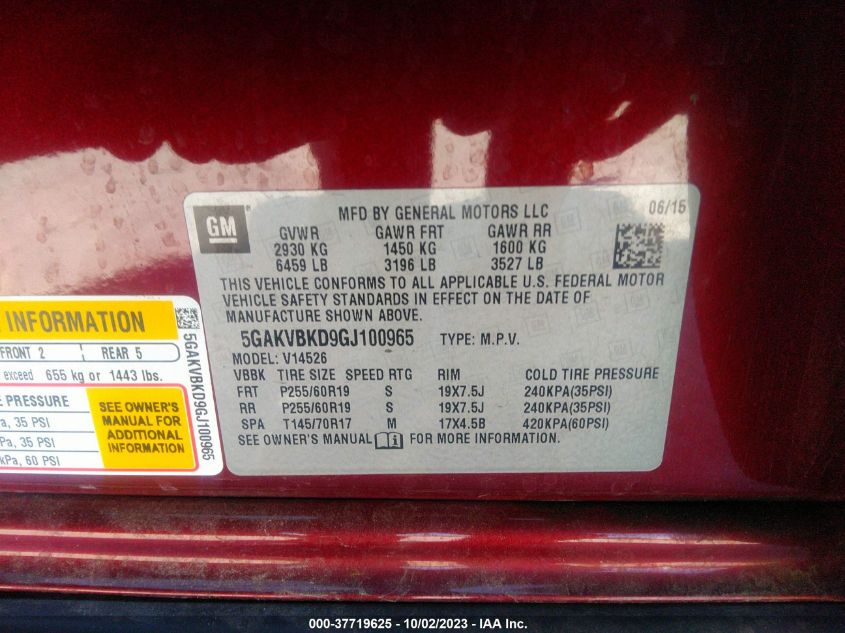 GM
MFD BY GENERAL MOTORS LLC 06/15
GVWR GAWR FRT GAWR RR
2930 KG 1450 KG 1600 KG
6459 LB 3196 LB 3527 LB
THIS VEHICLE CONFORMS TO ALL APPLICABLE U.S. FEDERAL MOTOR
VEHICLE SAFETY STANDARDS IN EFFECT ON THE DATE OF
MANUFACTURE SHOWN ABOVE.
5GAKVBKD9GJ100965 TYPE: M.P.V.
MODEL: V14526
VBBK TIRE SIZE SPEED RTG RIM COLD TIRE PRESSURE
FRT P255/60R19 S 19X7.5J 240KPA(35PSI)
RR P255/60R19 S 19X7.5J 240KPA(35PSI)
SPA T145/70R17 M 17X4.5B 420KPA(60PSI)
SEE OWNER'S MANUAL FOR MORE INFORMATION.
INFORMATION
FRONT 2 REAR 5
exceed 655 kg or 1443 lbs.
PRESSURE
a, 35 PSI
Pa, 35 PSI
kPa, 60 PSI
SEE OWNER'S
MANUAL FOR
ADDITIONAL
INFORMATION
5GAKVBKD9GJ100965
000-37719625 - 10/02/2023 - IAA Inc.